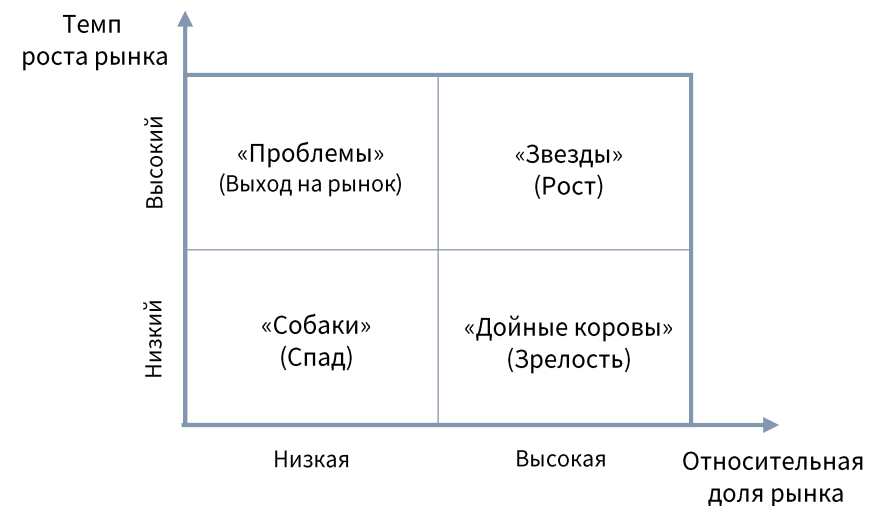 Темп
роста рынка
Высокий
«Проблемы»
(Выход на рынок)
«Звезды»
(Рост)
Низкий
«Собаки»
(Спад)
«Дойные коровы»
(Зрелость)
Низкая
Высокая
Относительная
доля рынка